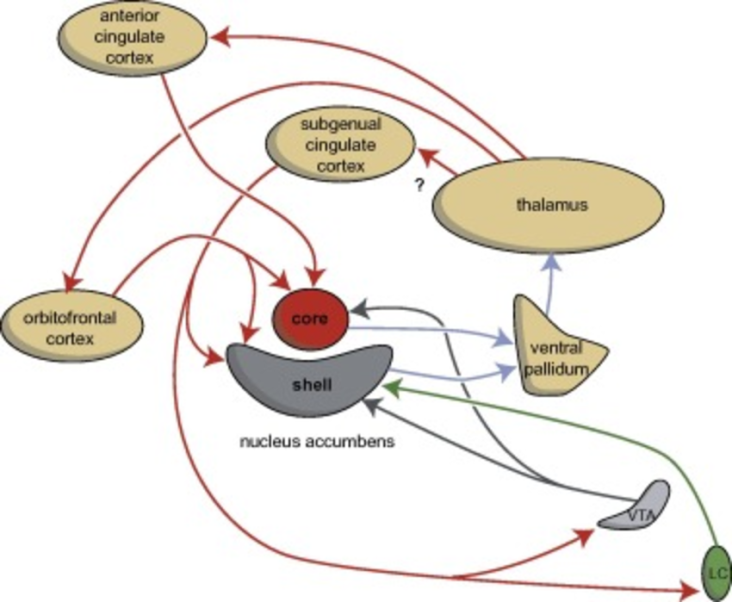 anterior
cingulate
cortex
subgenual
cingulate
cortex
?
thalamus
orbitofrontal
cortex
core
ventral
pallidum
shell
nucleus accumbens
VTA
LC